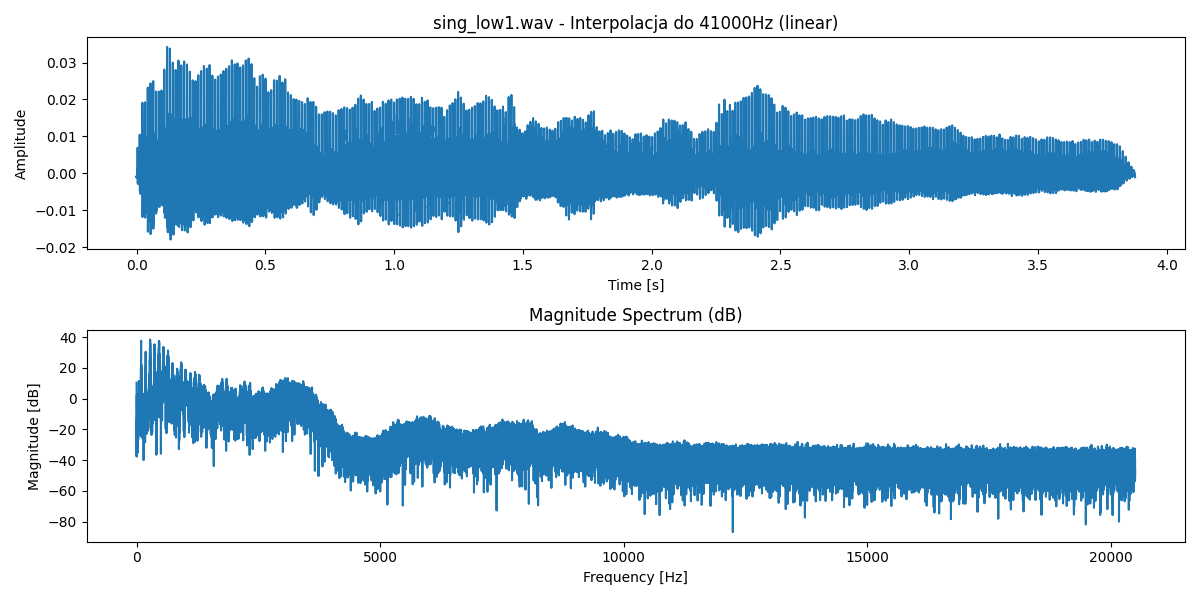 sing_low1.wav - Interpolacja do 41000Hz (linear)
Amplitude
0.03
0.02
0.01
0.00
−0.01
−0.02
0.0 0.5 1.0 1.5 2.0 2.5 3.0 3.5 4.0
Time [s]
Magnitude Spectrum (dB)
Magnitude [dB]
40
20
0
−20
−40
−60
−80
0 5000 10000 15000 20000
Frequency [Hz]